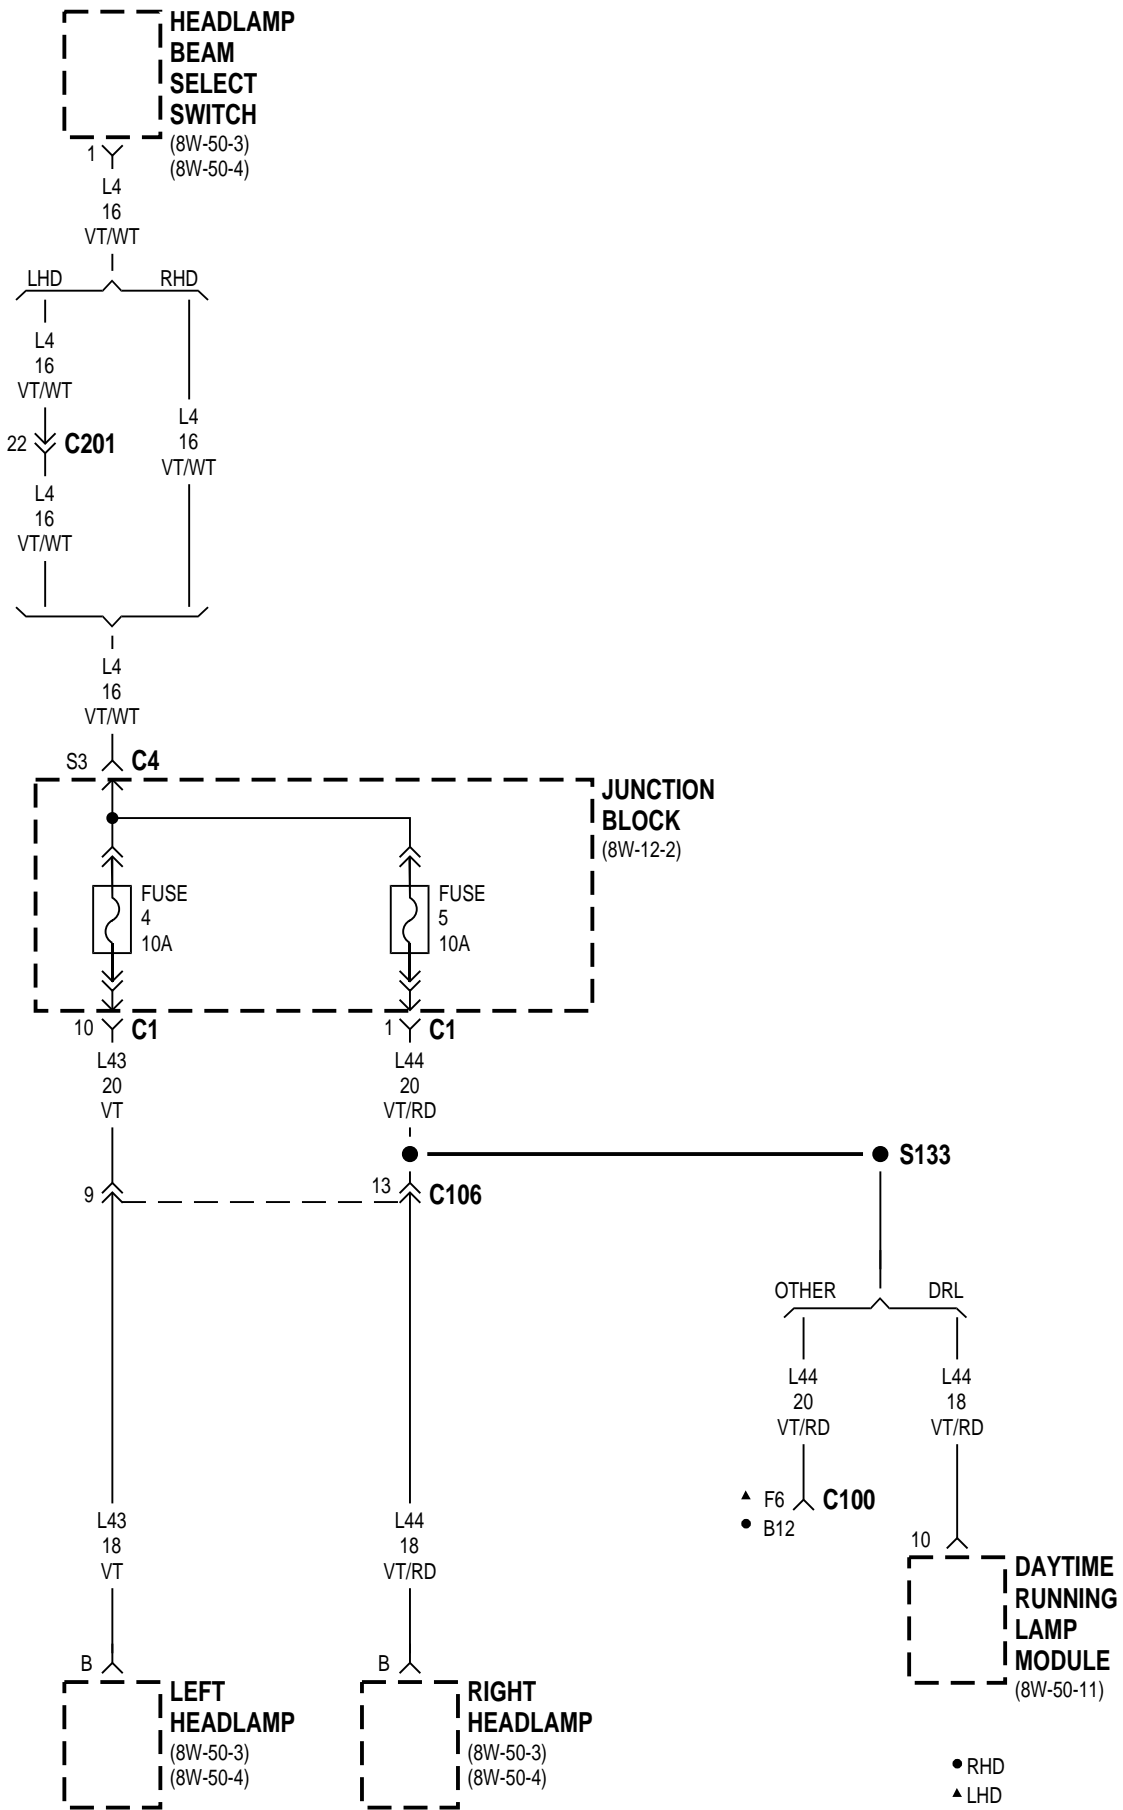 HEADLAMP
BEAM
SELECT
SWITCH
(8W-50-3)
(8W-50-4)
1
L4
16
VT/WT
LHD
RHD
L4
16
VT/WT
22
C201
L4
16
VT/WT
L4
16
VT/WT
L4
16
VT/WT
S3
C4
JUNCTION
BLOCK
(8W-12-2)
FUSE
4
10A
FUSE
5
10A
10
C1
1
C1
L43
20
VT
L44
20
VT/RD
S133
9
13
C106
OTHER
DRL
L44
20
VT/RD
L44
18
VT/RD
▲ F6
C100
● B12
10
L43
18
VT
L44
18
VT/RD
DAYTIME
RUNNING
LAMP
MODULE
(8W-50-11)
B
LEFT
HEADLAMP
(8W-50-3)
(8W-50-4)
B
RIGHT
HEADLAMP
(8W-50-3)
(8W-50-4)
● RHD
▲ LHD